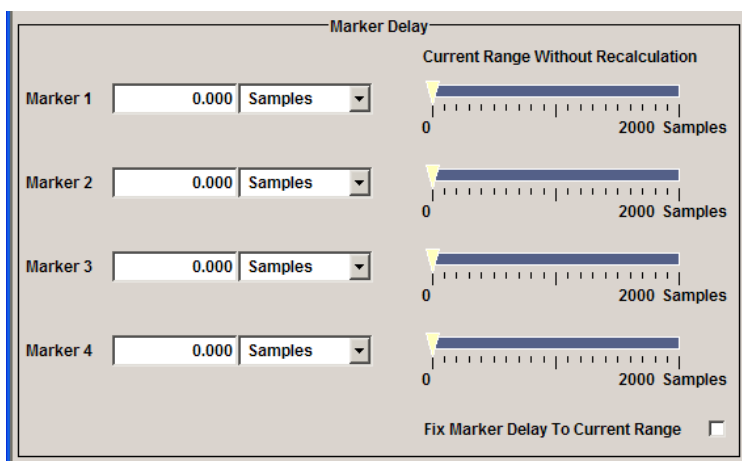 Marker Delay
Current Range Without Recalculation
Marker 1 0.000 Samples
0 2000 Samples
Marker 2 0.000 Samples
0 2000 Samples
Marker 3 0.000 Samples
0 2000 Samples
Marker 4 0.000 Samples
0 2000 Samples
Fix Marker Delay To Current Range